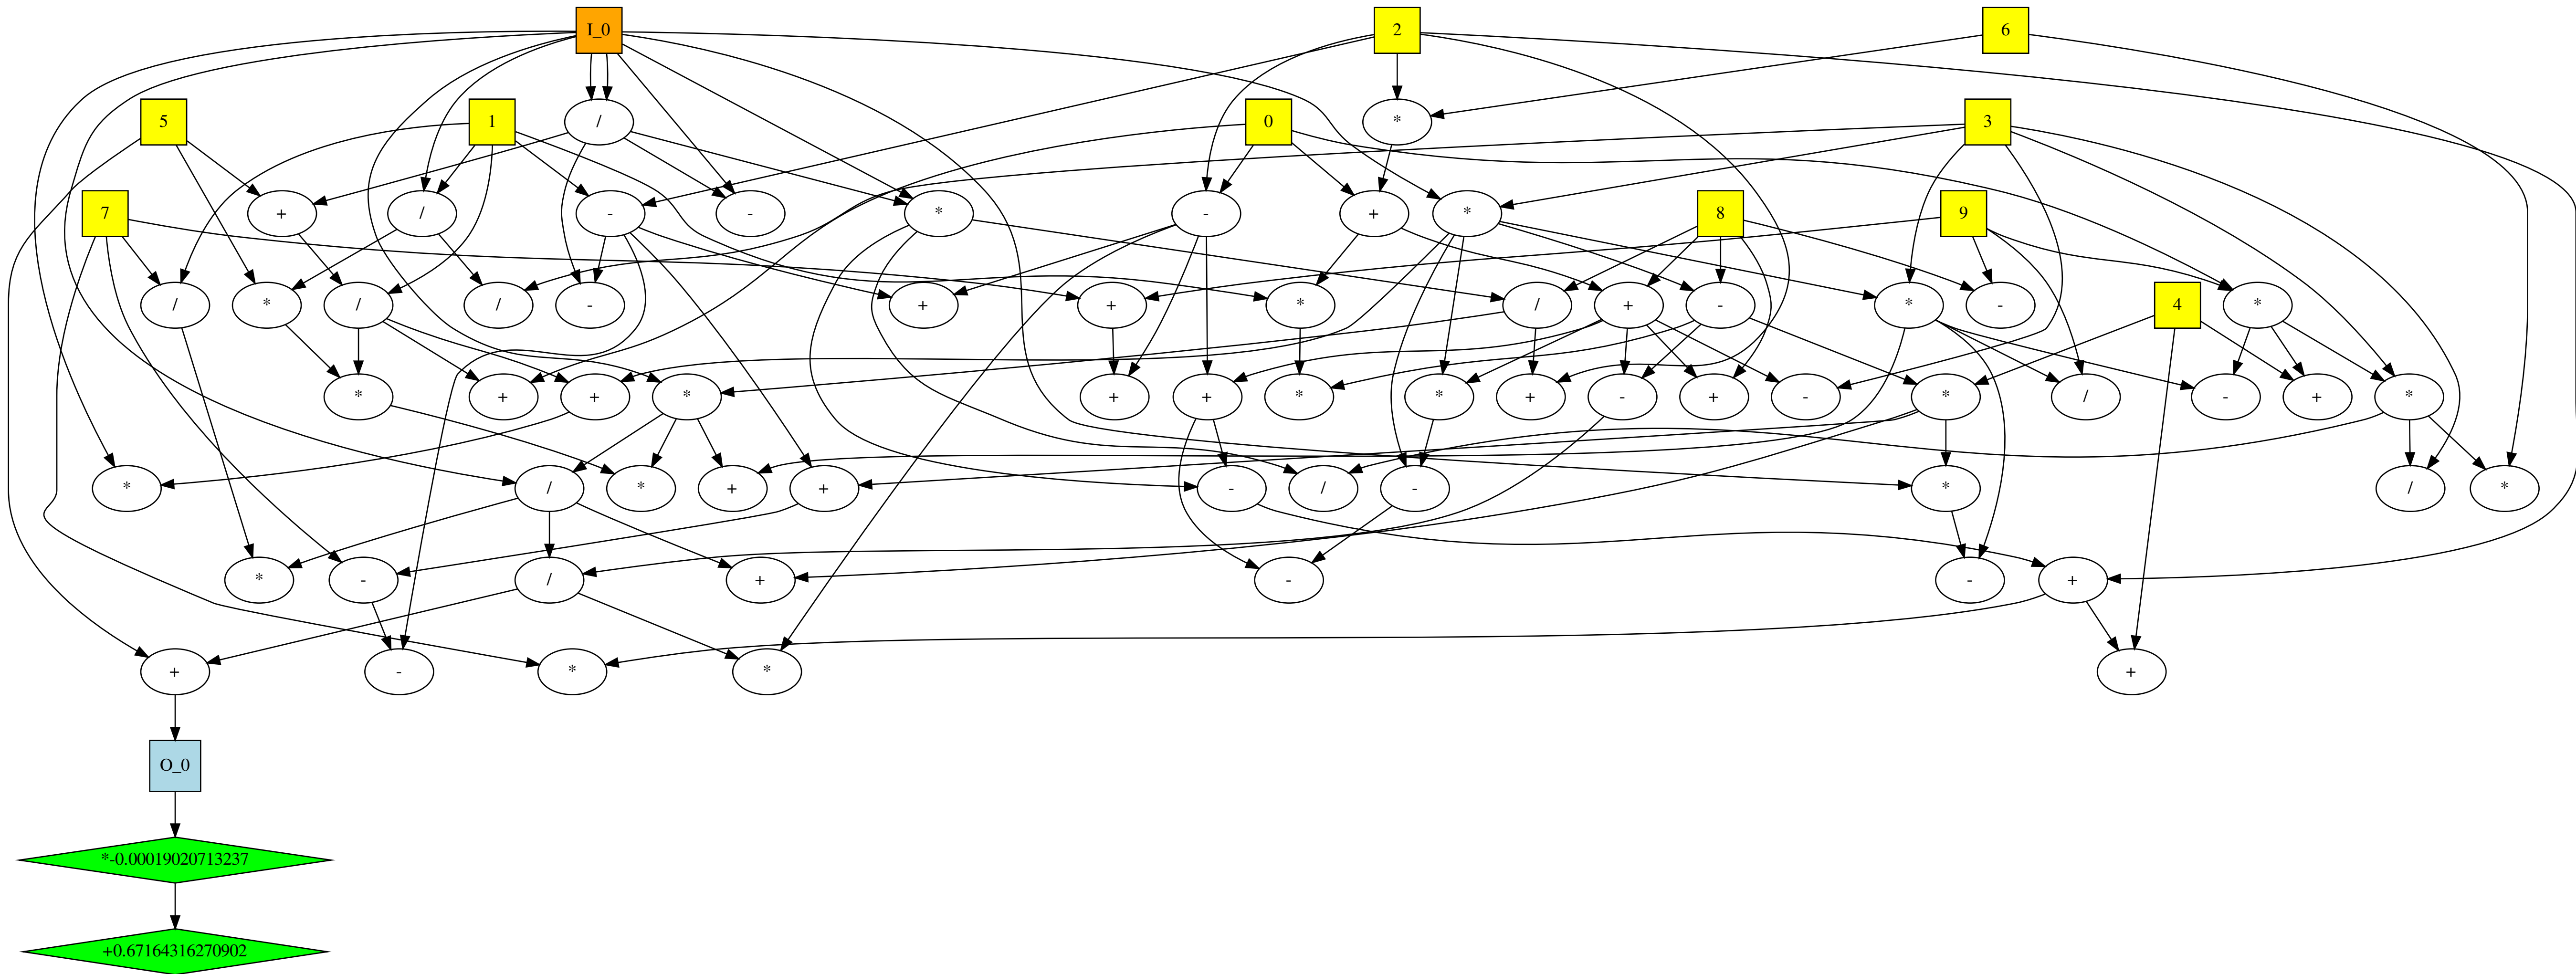 I_0 2 6
5 1 / 0 * 3
7 + / - - * - + * 8 9
/ * / / - + + * / + - * - 4 *
* + + * + + * * + - + - * / - + *
* / * + + - / - * / *
* - / + - - +
+ - * * +
O_0
*-0.00019020713237
+0.67164316270902